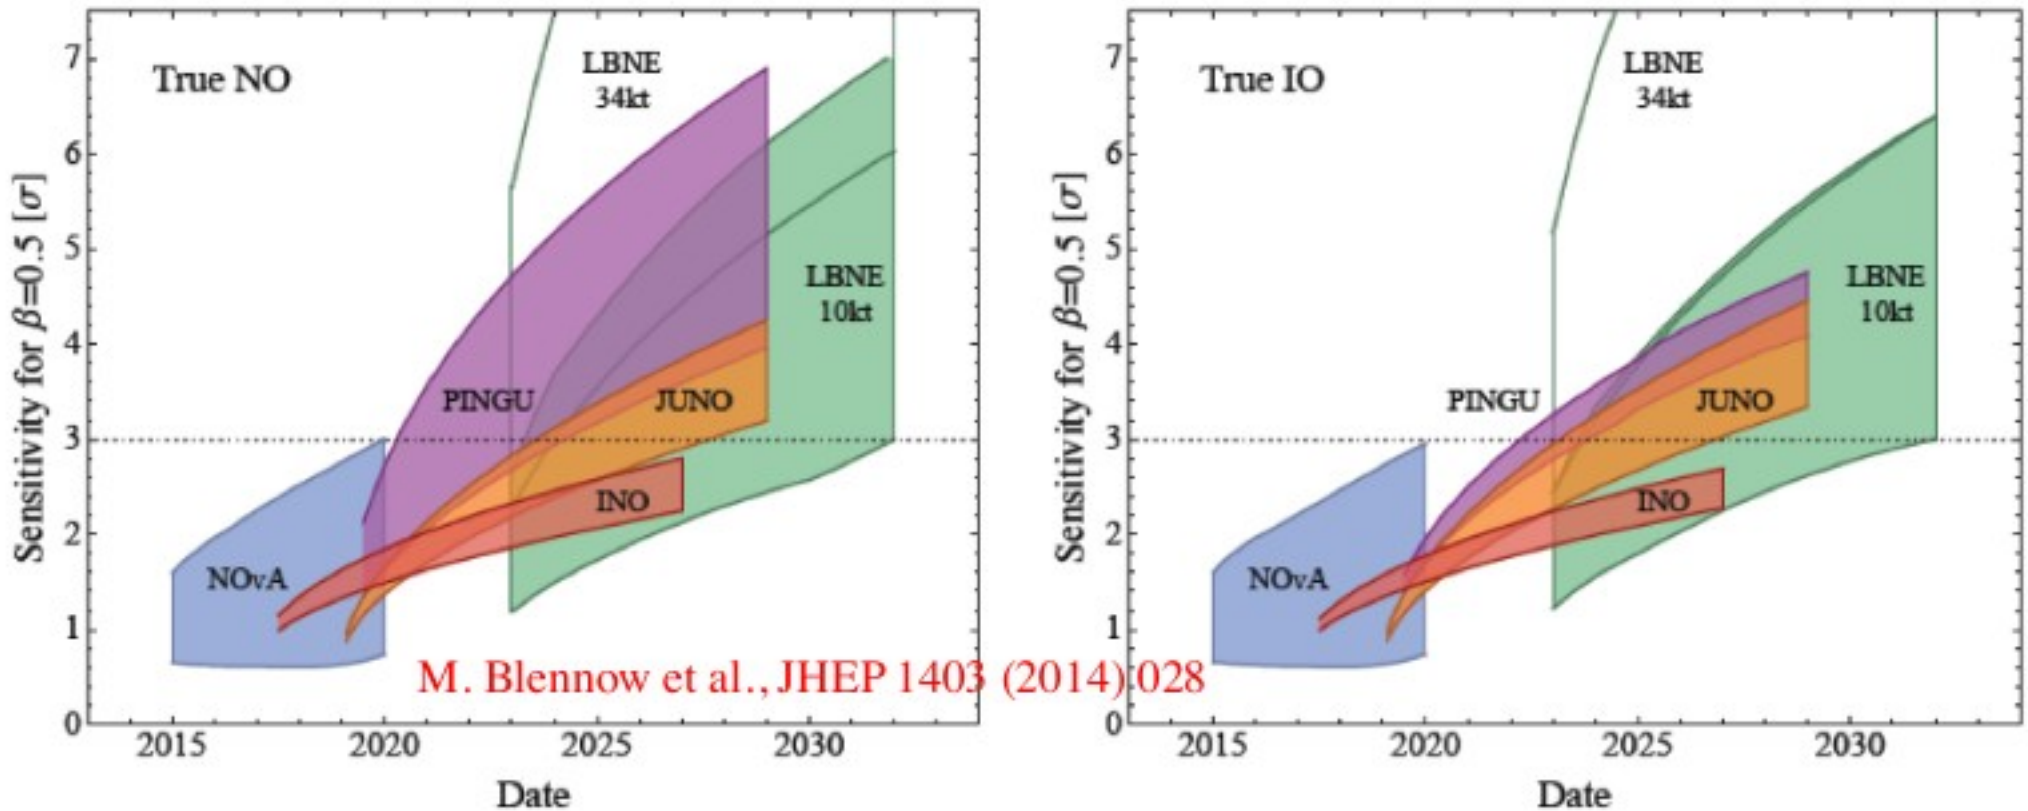 True NO
LBNE
34kt
LBNE
10kt
PINGU
JUNO
INO
NOνA
Sensitivity for β=0.5 [σ]
7
6
5
4
3
2
1
0
2015 2020 2025 2030
Date
True IO
LBNE
34kt
LBNE
10kt
PINGU
JUNO
INO
NOνA
Sensitivity for β=0.5 [σ]
7
6
5
4
3
2
1
0
2015 2020 2025 2030
Date
M. Blennow et al., JHEP 1403 (2014) 028